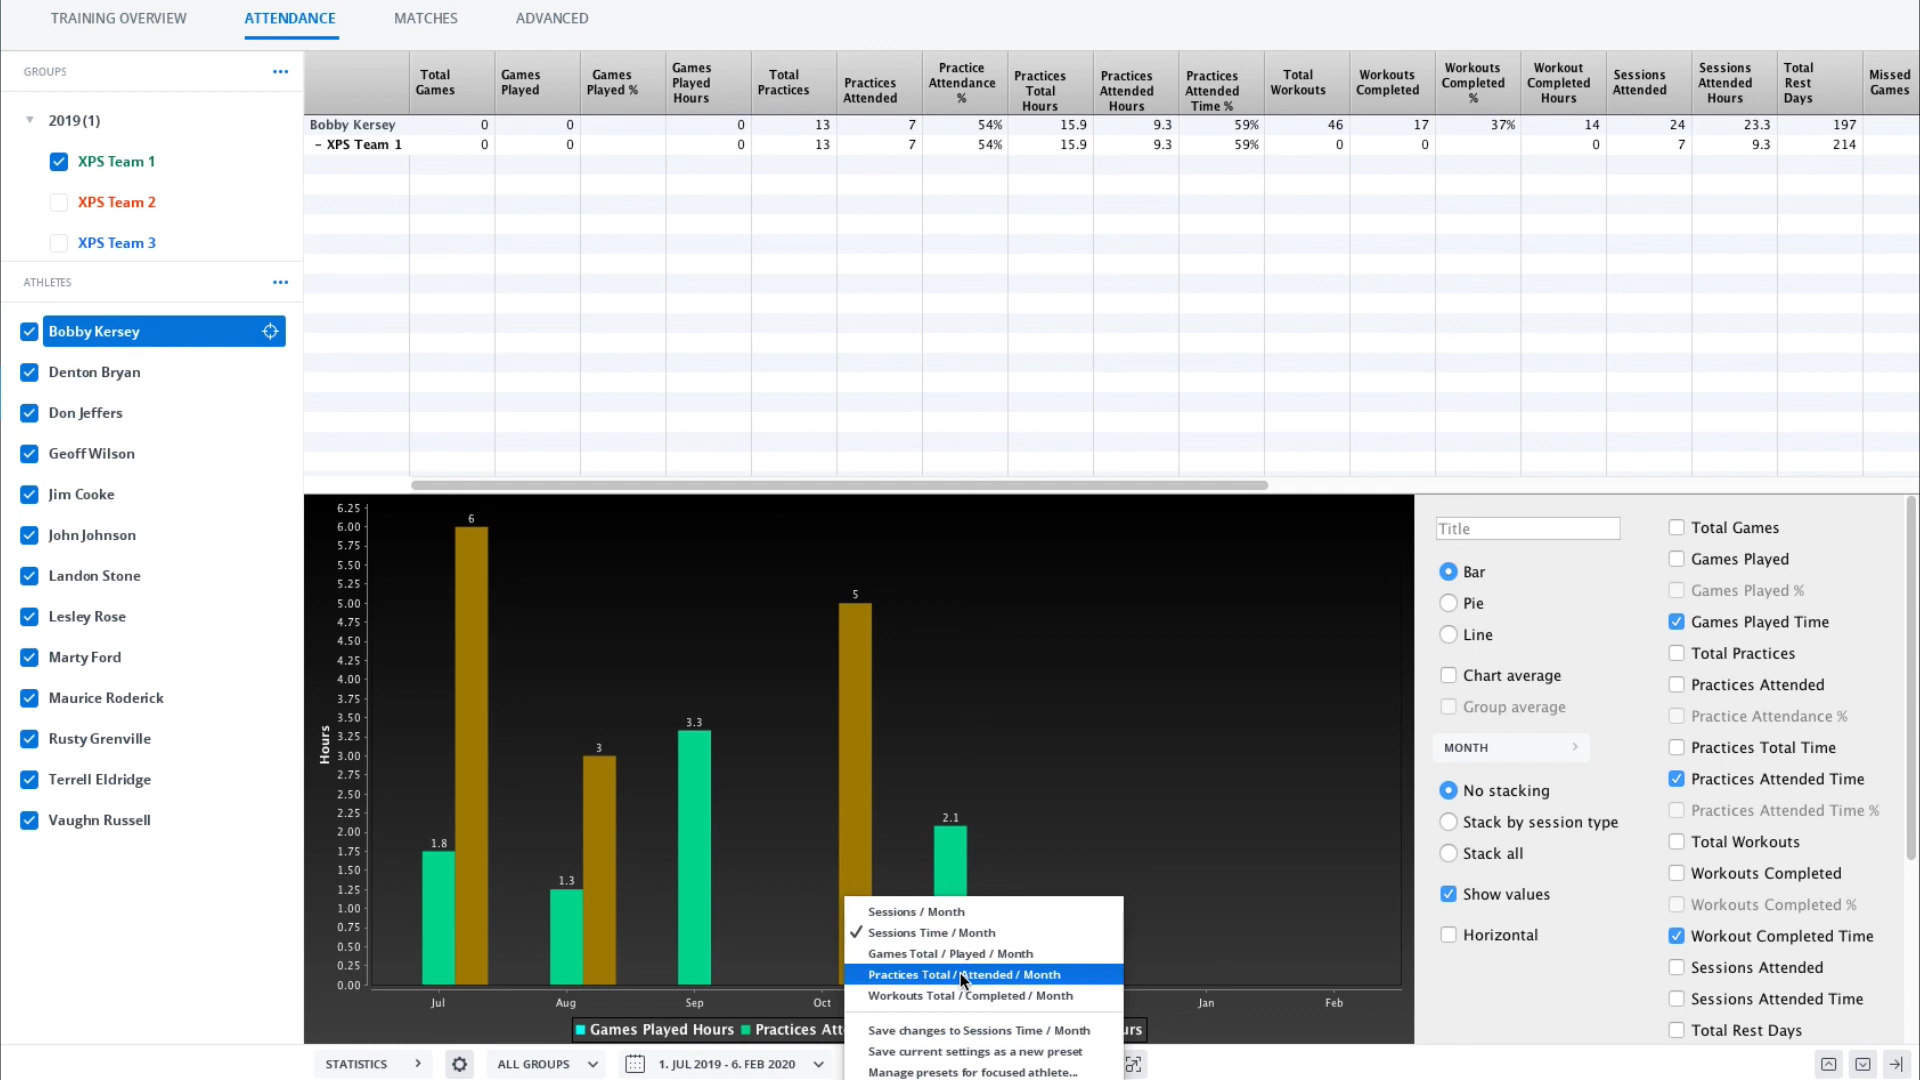 TRAINING OVERVIEW ATTENDANCE MATCHES ADVANCED
GROUPS
2019 (1)
XPS Team 1
XPS Team 2
XPS Team 3
ATHLETES
Bobby Kersey
Denton Bryan
Don Jeffers
Geoff Wilson
Jim Cooke
John Johnson
Landon Stone
Lesley Rose
Marty Ford
Maurice Roderick
Rusty Grenville
Terrell Eldridge
Vaughn Russell
Total Games Games Played Games Played % Games Played Hours Total Practices Practices Attended Practice Attendance % Practices Total Hours Practices Attended Hours Practices Attended Time % Total Workouts Workouts Completed Workouts Completed % Workout Completed Hours Sessions Attended Sessions Attended Hours Total Rest Days Missed Games
Bobby Kersey 0 0 0 13 7 54% 15.9 9.3 59% 46 17 37% 14 24 23.3 197
– XPS Team 1 0 0 0 13 7 54% 15.9 9.3 59% 0 0 0 7 9.3 214
6.25
6.00
5.75
5.50
5.25
5.00
4.75
4.50
4.25
4.00
3.75
3.50
3.25
3.00
2.75
2.50
2.25
2.00
1.75
1.50
1.25
1.00
0.75
0.50
0.25
0.00
Hours
1.8
6
1.3
3
3.3
5
2.1
Jul Aug Sep Oct Jan Feb
Games Played Hours Practices Att urs
Sessions / Month
✓ Sessions Time / Month
Games Total / Played / Month
Practices Total / Attended / Month
Workouts Total / Completed / Month
Save changes to Sessions Time / Month
Save current settings as a new preset
Manage presets for focused athlete...
Title
Bar
Pie
Line
Chart average
Group average
MONTH
No stacking
Stack by session type
Stack all
Show values
Horizontal
Total Games
Games Played
Games Played %
Games Played Time
Total Practices
Practices Attended
Practice Attendance %
Practices Total Time
Practices Attended Time
Practices Attended Time %
Total Workouts
Workouts Completed
Workouts Completed %
Workout Completed Time
Sessions Attended
Sessions Attended Time
Total Rest Days
STATISTICS ALL GROUPS 1. JUL 2019 - 6. FEB 2020